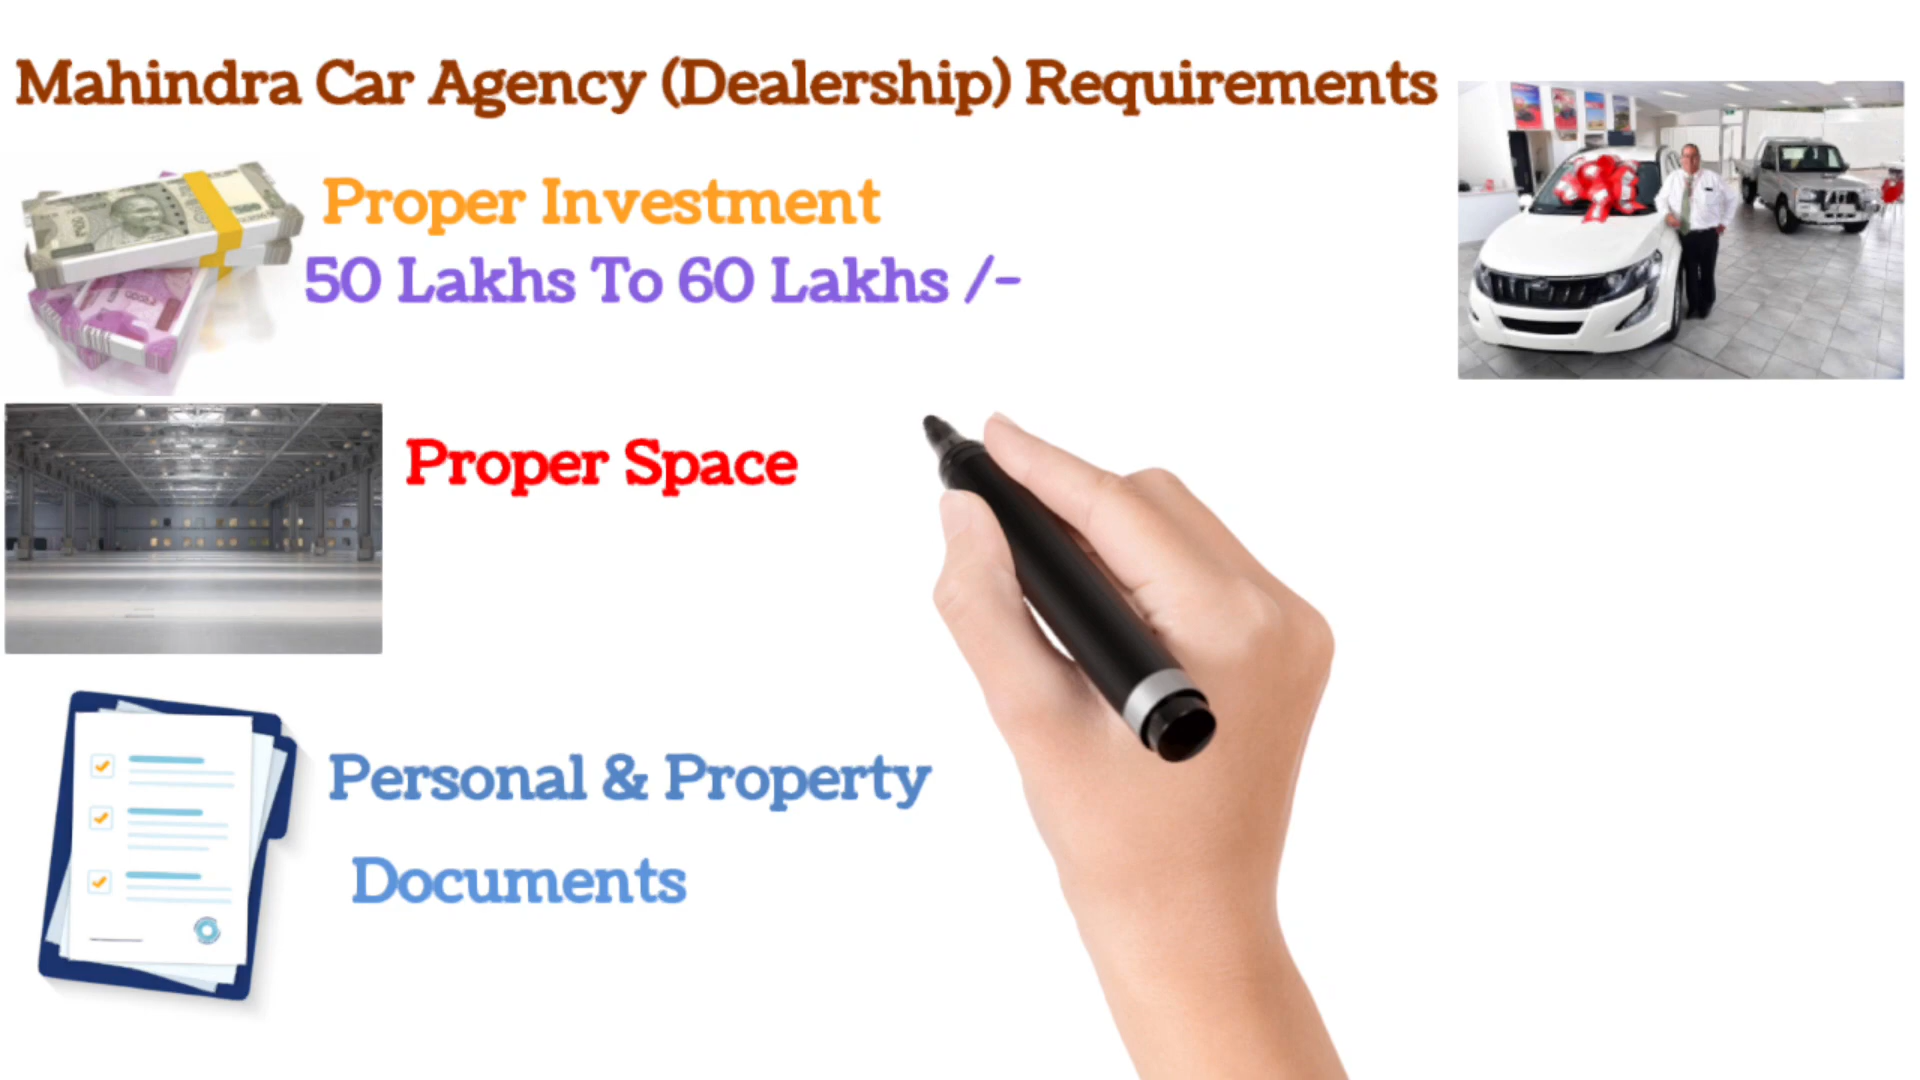 Mahindra Car Agency (Dealership) Requirements
Proper Investment
50 Lakhs To 60 Lakhs /-
Proper Space
Personal & Property
Documents